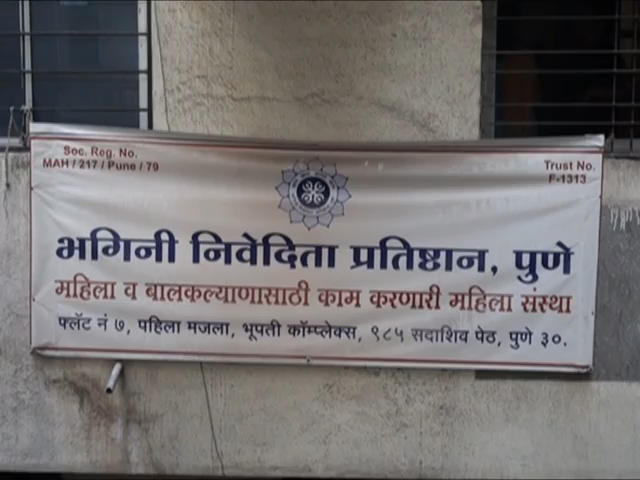 Soc. Reg. No.
MAH / 217 / Pune / 79
Trust No.
F-1313
भगिनी निवेदिता प्रतिष्ठान, पुणे
महिला व बालकल्याणासाठी काम करणारी महिला संस्था
फ्लॅट नं ७, पहिला मजला, भूपती कॉम्प्लेक्स, ९८५ सदाशिव पेठ, पुणे ३०.